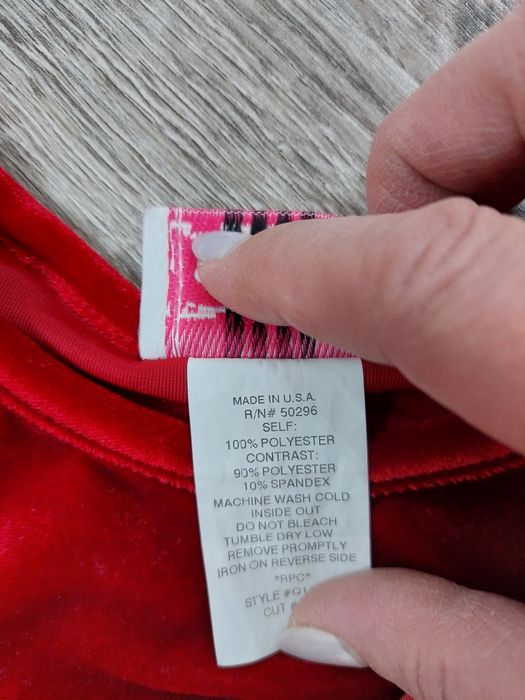 MADE IN U.S.A.
R/N# 50296
SELF:
100% POLYESTER
CONTRAST:
90% POLYESTER
10% SPANDEX
MACHINE WASH COLD
INSIDE OUT
DO NOT BLEACH
TUMBLE DRY LOW
REMOVE PROMPTLY
IRON ON REVERSE SIDE
"RPC"
STYLE
CUT